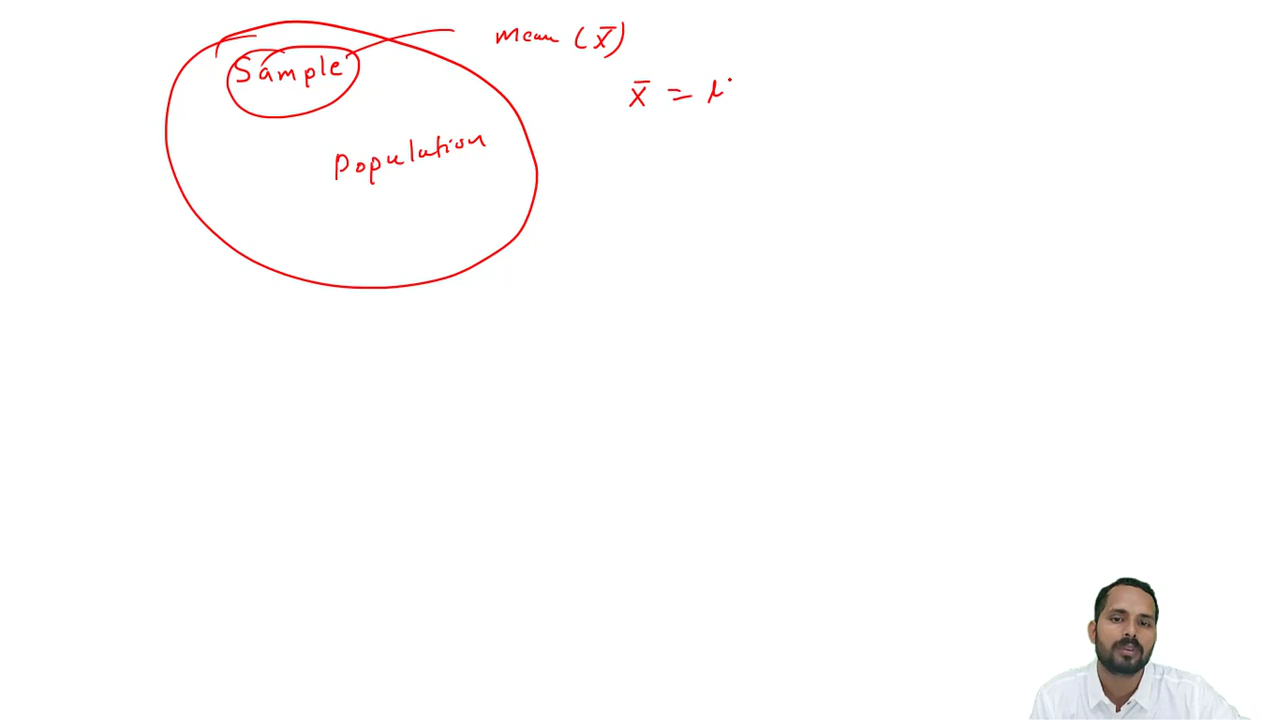 Mean (x̄)
Sample
x̄ =
Population